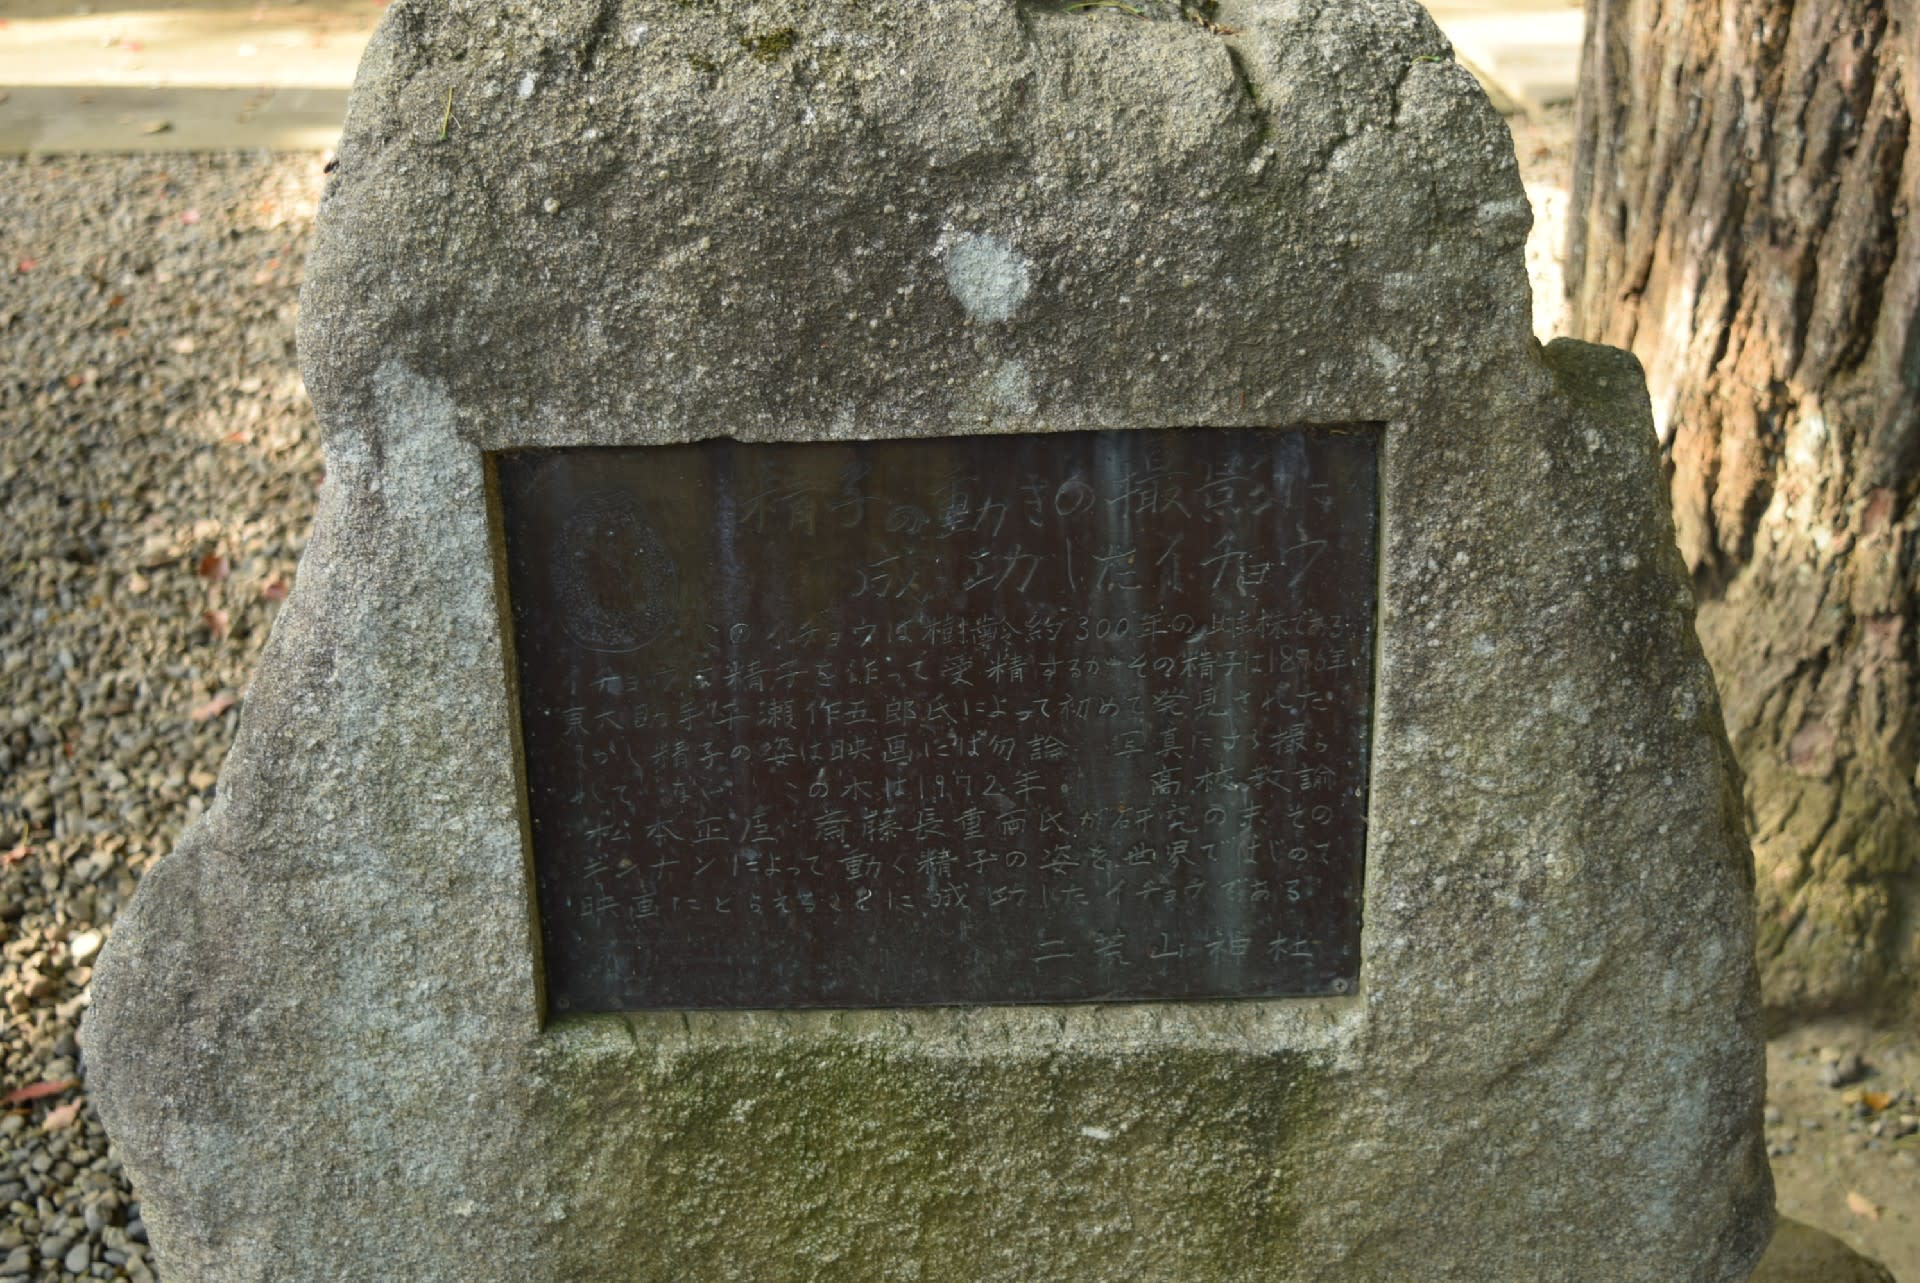 精子の動きの撮影に
成功したイチョウ
このイチョウは樹齢約300年の雌株である
イチョウは精子を作って受精するがその精子は1896年
東大助手平瀬作五郎氏によって初めて発見された
しかし精子の姿は映画には勿論 写真にすら撮ら
れてない この木は1972年 高校教諭
松本正 斎藤長重両氏が研究のすえその
ギンナンによって動く精子の姿を世界ではじめて
映画にとらえることに成功したイチョウである
二荒山神社